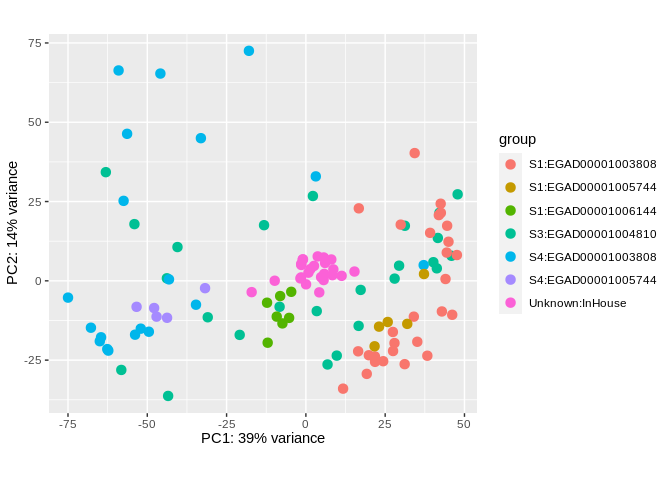 75
50
25
0
-25
-75
-50
-25
0
25
50
PC1: 39% variance
PC2: 14% variance
group
S1:EGAD00001003808
S1:EGAD00001005744
S1:EGAD00001006144
S3:EGAD00001004810
S4:EGAD00001003808
S4:EGAD00001005744
Unknown:InHouse